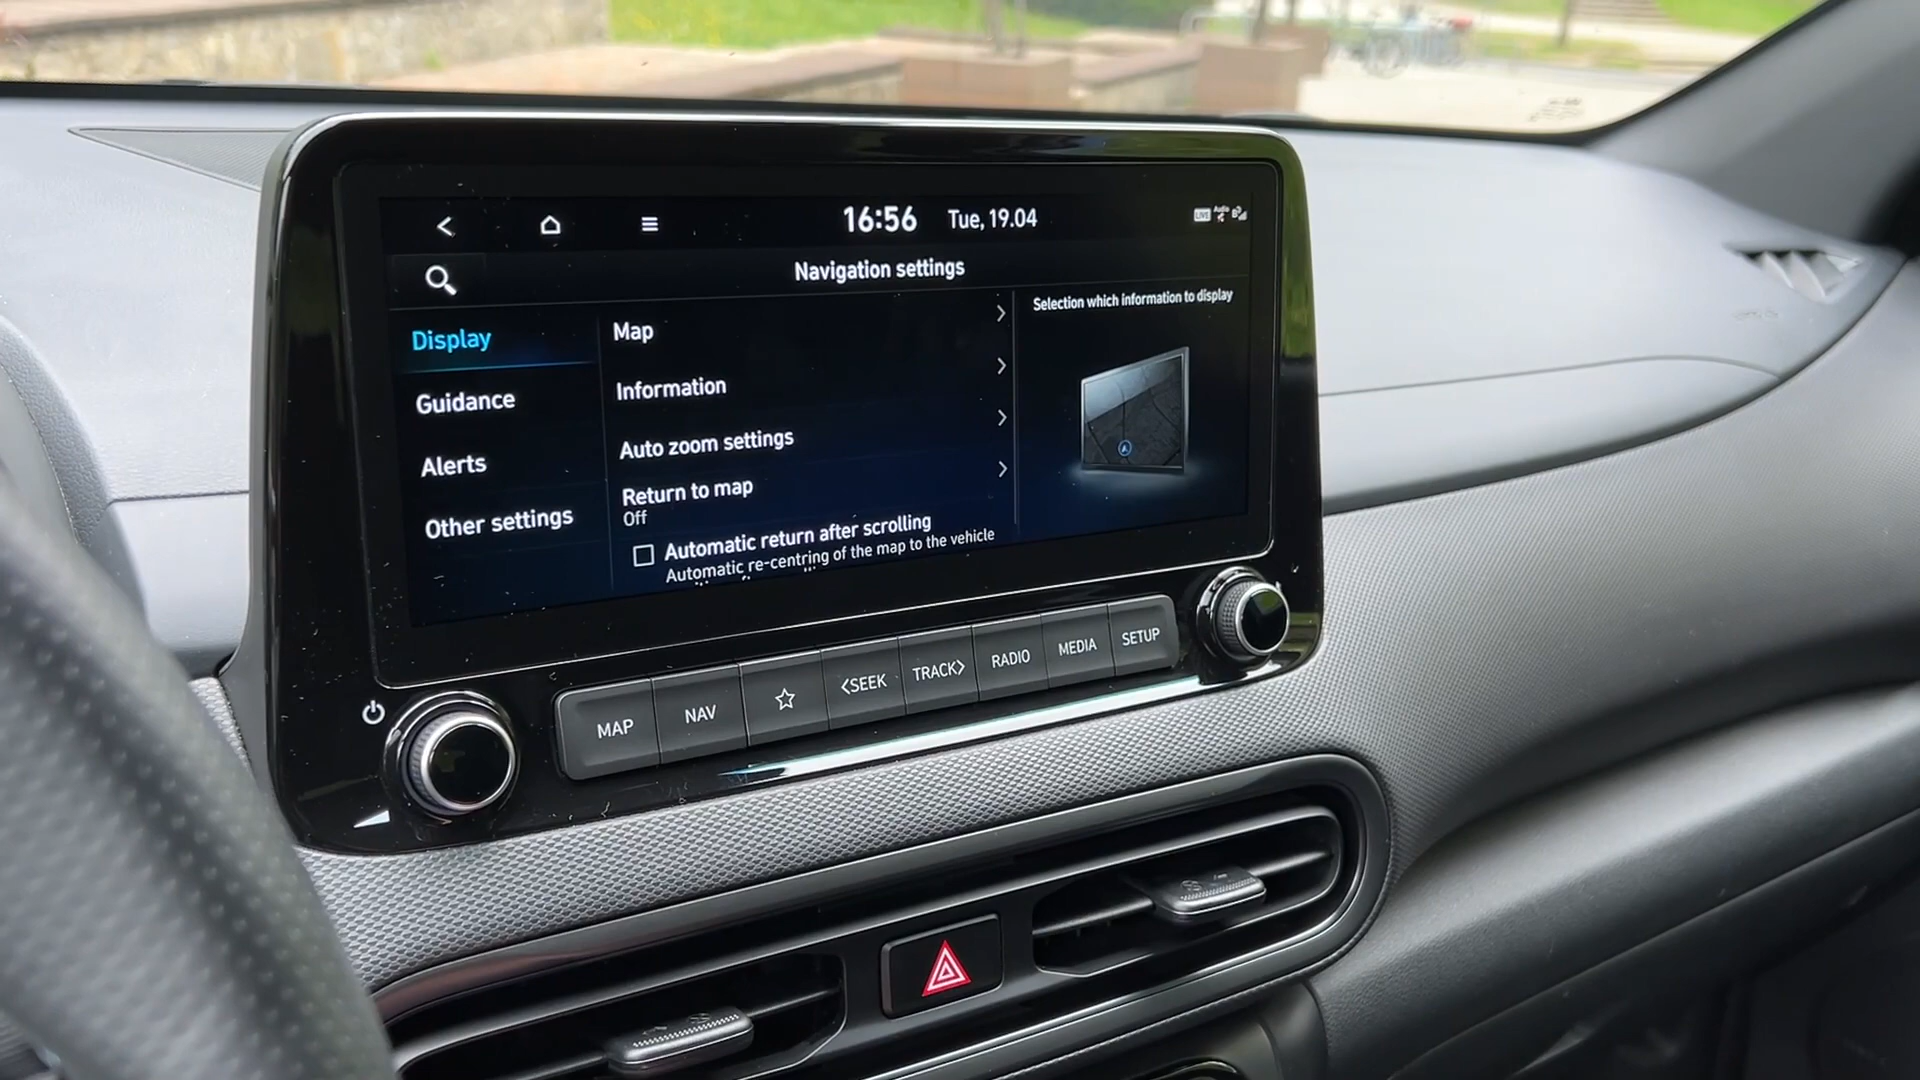 16:56 Tue, 19.04
LIVE Audio
Navigation settings
Display
Guidance
Alerts
Other settings
Map
Information
Auto zoom settings
Return to map
Off
Automatic return after scrolling
Automatic re-centring of the map to the vehicle
Selection which information to display
MAP
NAV
<SEEK
TRACK>
RADIO
MEDIA
SETUP